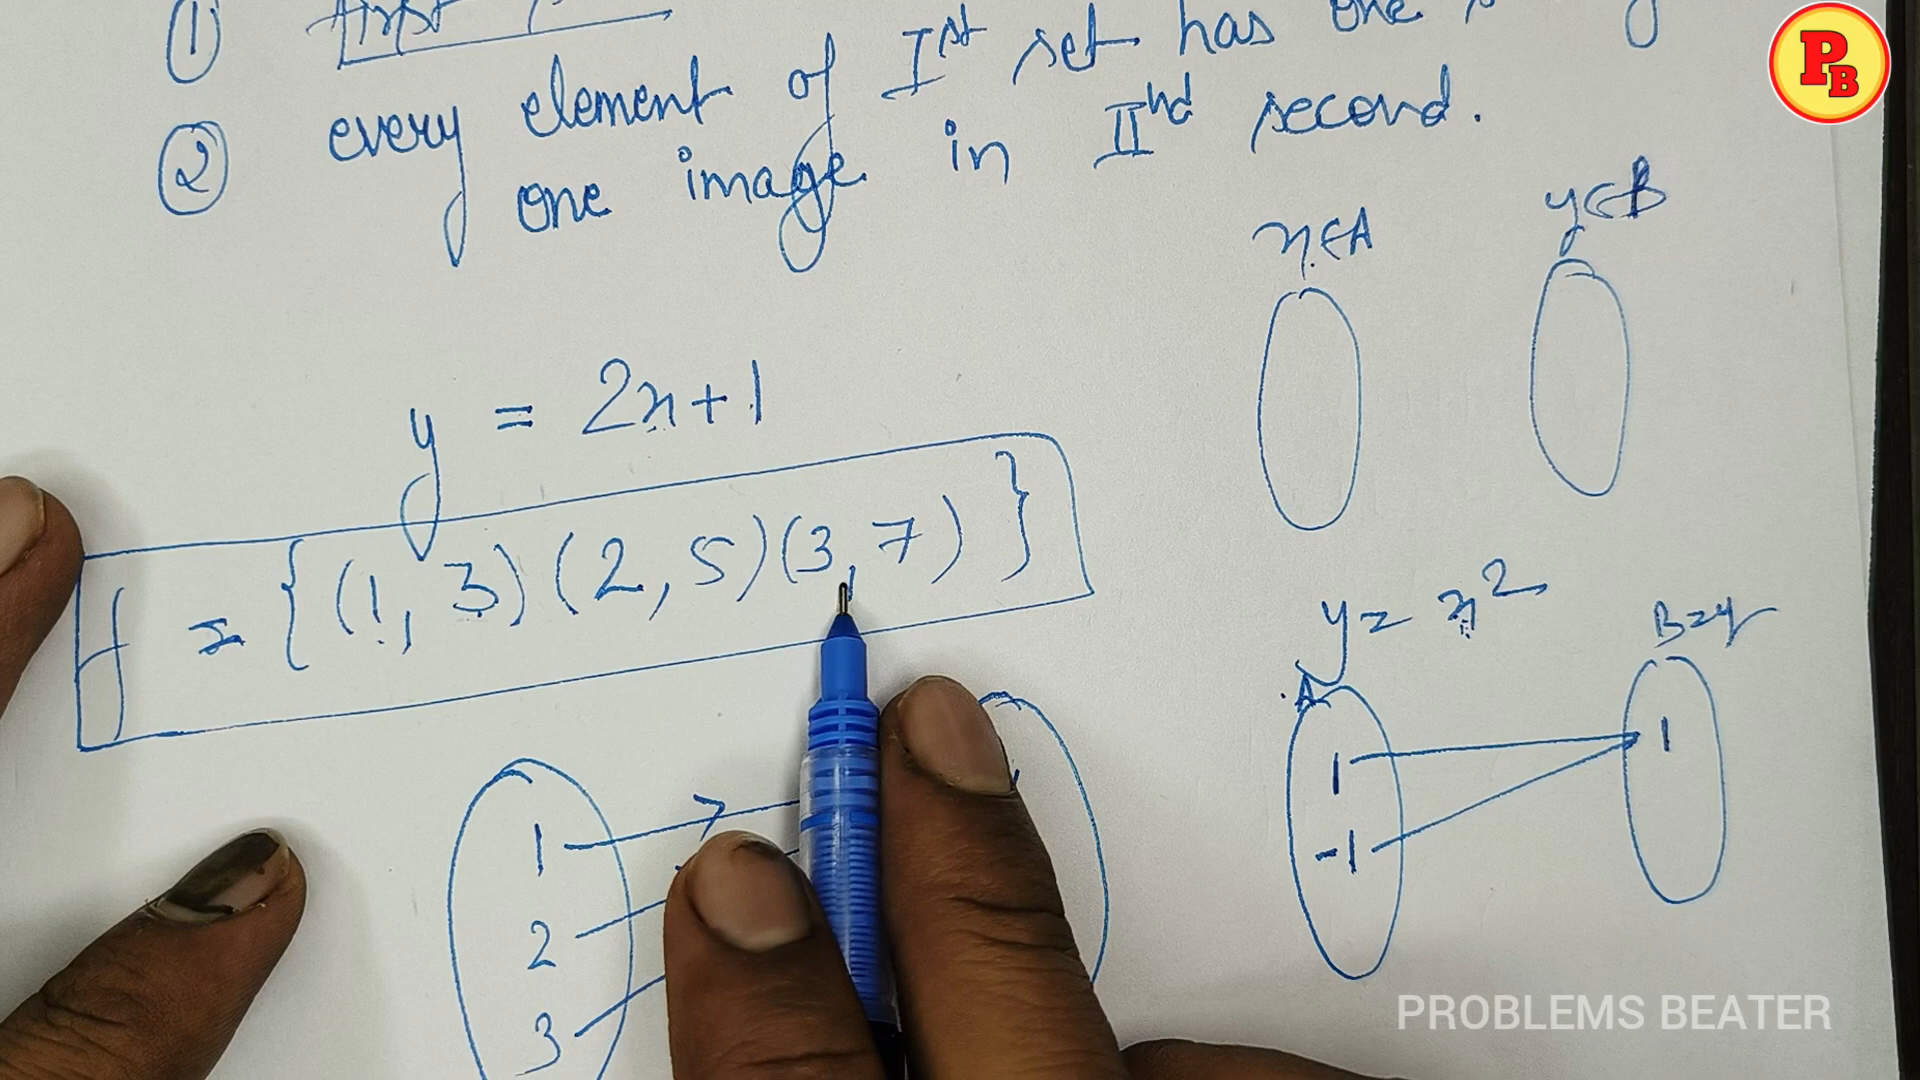 ① First
every element of Ist set has one
② one image in IInd second.
x∈A
y∈B
y = 2x+1
f = {(1, 3)(2, 5)(3, 7)}
y = x²
A
B=y
1
-1
1
1
2
3
PB
PROBLEMS BEATER